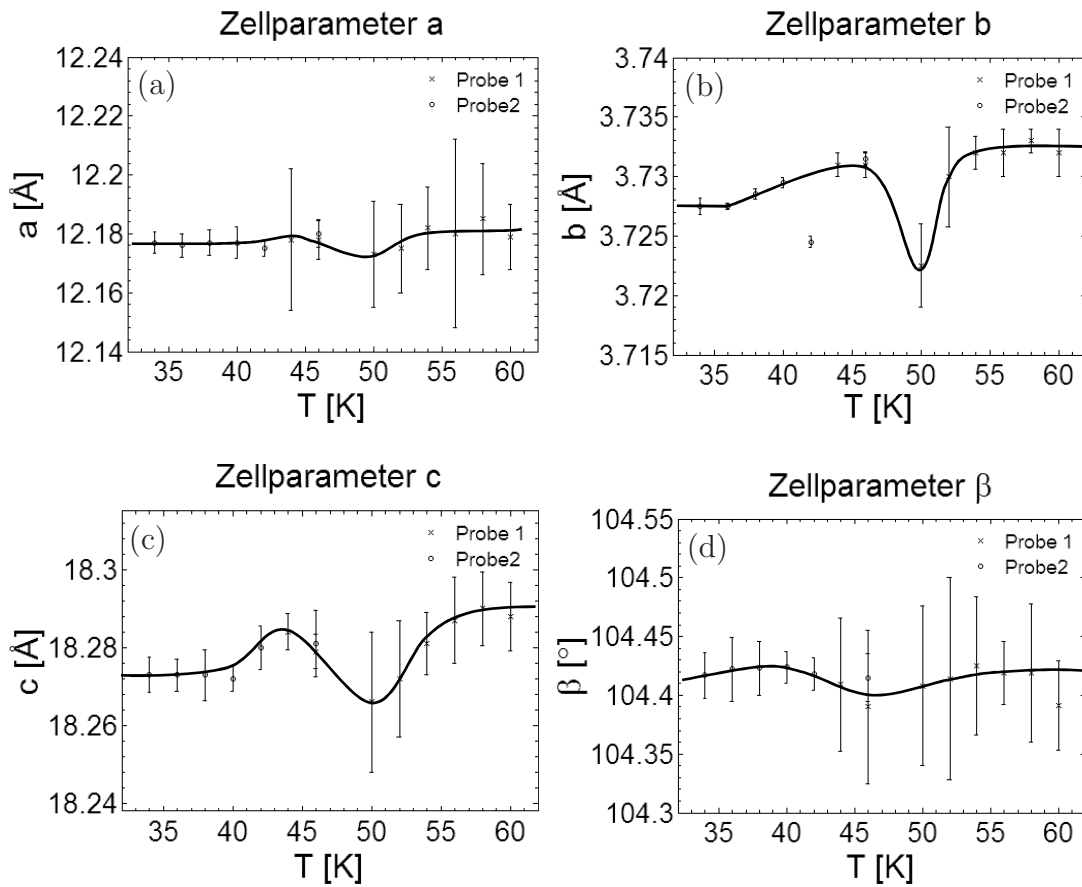 Zellparameter a
(a)
Probe 1
Probe2
12.24
12.22
12.2
12.18
12.16
12.14
a [Å]
35 40 45 50 55 60
T [K]
Zellparameter b
(b)
Probe 1
Probe2
3.74
3.735
3.73
3.725
3.72
3.715
b [Å]
35 40 45 50 55 60
T [K]
Zellparameter c
(c)
Probe 1
Probe2
18.3
18.28
18.26
18.24
c [Å]
35 40 45 50 55 60
T [K]
Zellparameter β
(d)
Probe 1
Probe2
104.55
104.5
104.45
104.4
104.35
104.3
β [°]
35 40 45 50 55 60
T [K]